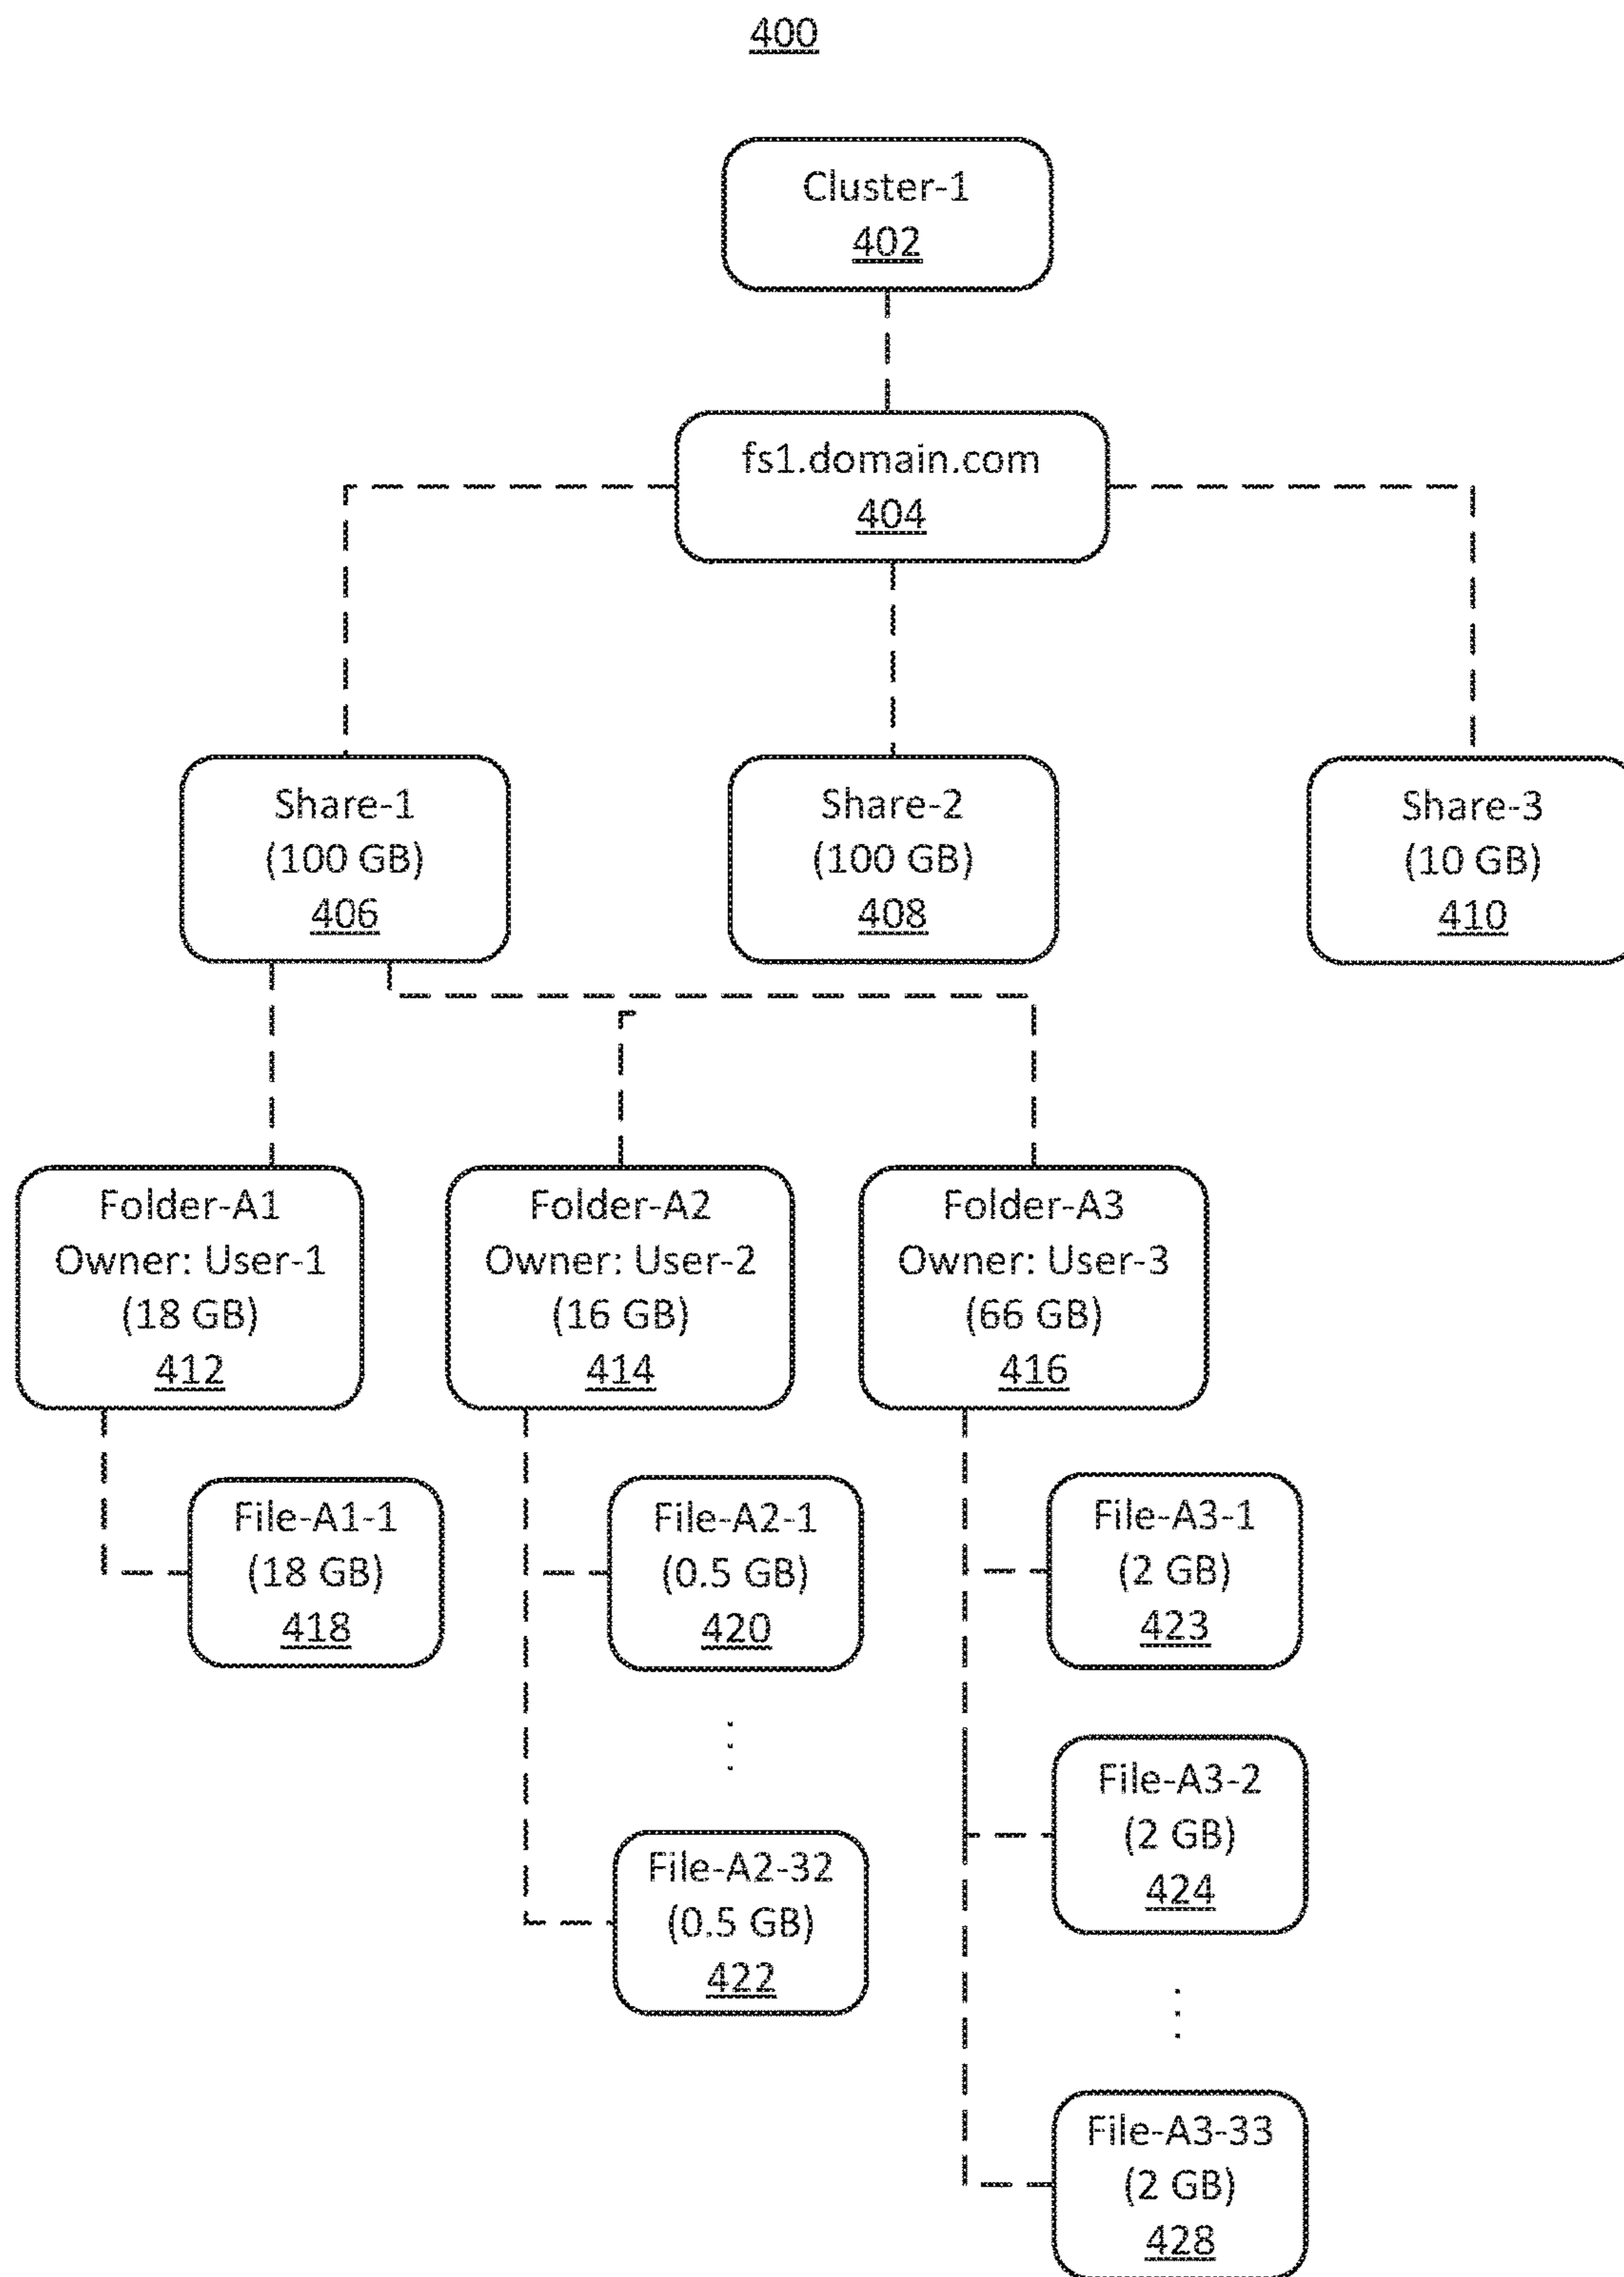 400
Cluster-1
402
fs1.domain.com
404
Share-1
(100 GB)
406
Share-2
(100 GB)
408
Share-3
(10 GB)
410
Folder-A1
Owner: User-1
(18 GB)
412
Folder-A2
Owner: User-2
(16 GB)
414
Folder-A3
Owner: User-3
(66 GB)
416
File-A1-1
(18 GB)
418
File-A2-1
(0.5 GB)
420
File-A3-1
(2 GB)
423
File-A3-2
(2 GB)
424
File-A2-32
(0.5 GB)
422
File-A3-33
(2 GB)
428